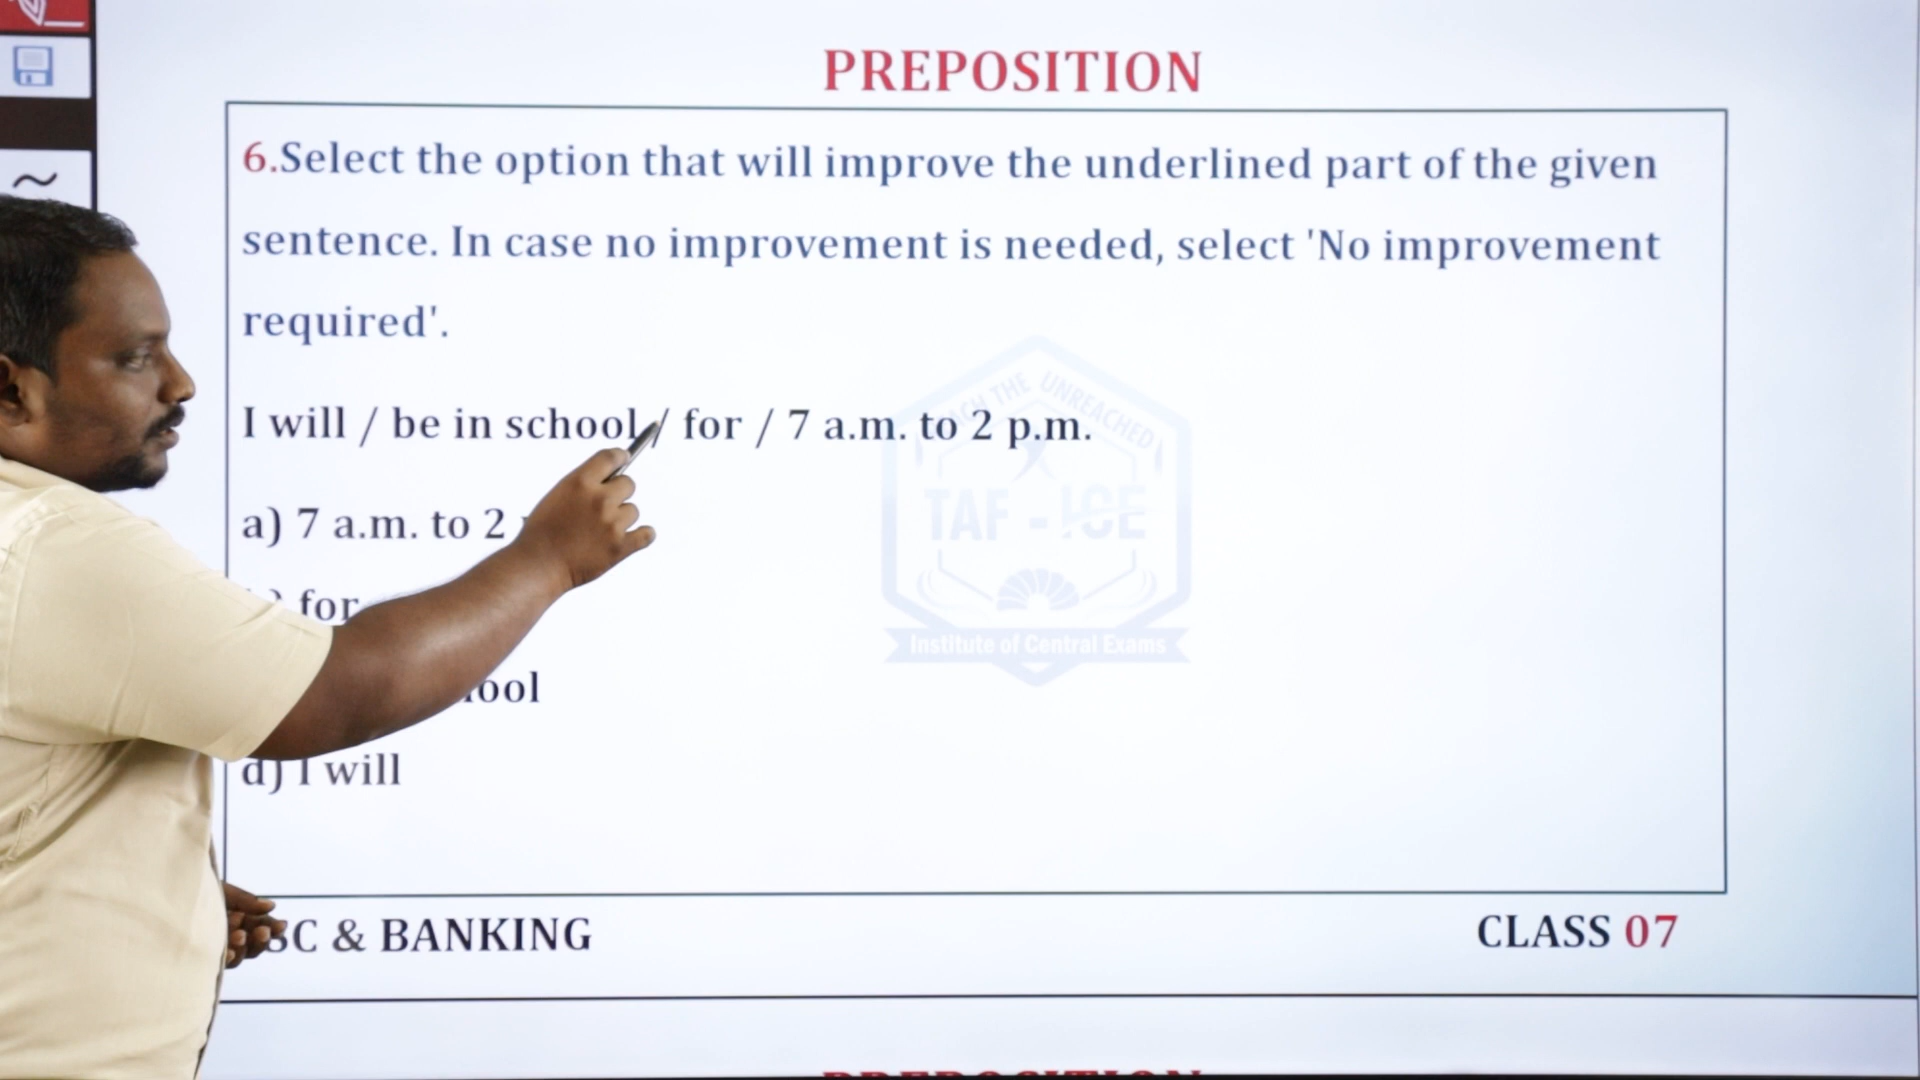 PREPOSITION
6.Select the option that will improve the underlined part of the given
sentence. In case no improvement is needed, select 'No improvement
required'.
I will / be in school / for / 7 a.m. to 2 p.m.
a) 7 a.m. to 2
for
d) I will
TAF - ICE
Institute of Central Exams
& BANKING
CLASS 07